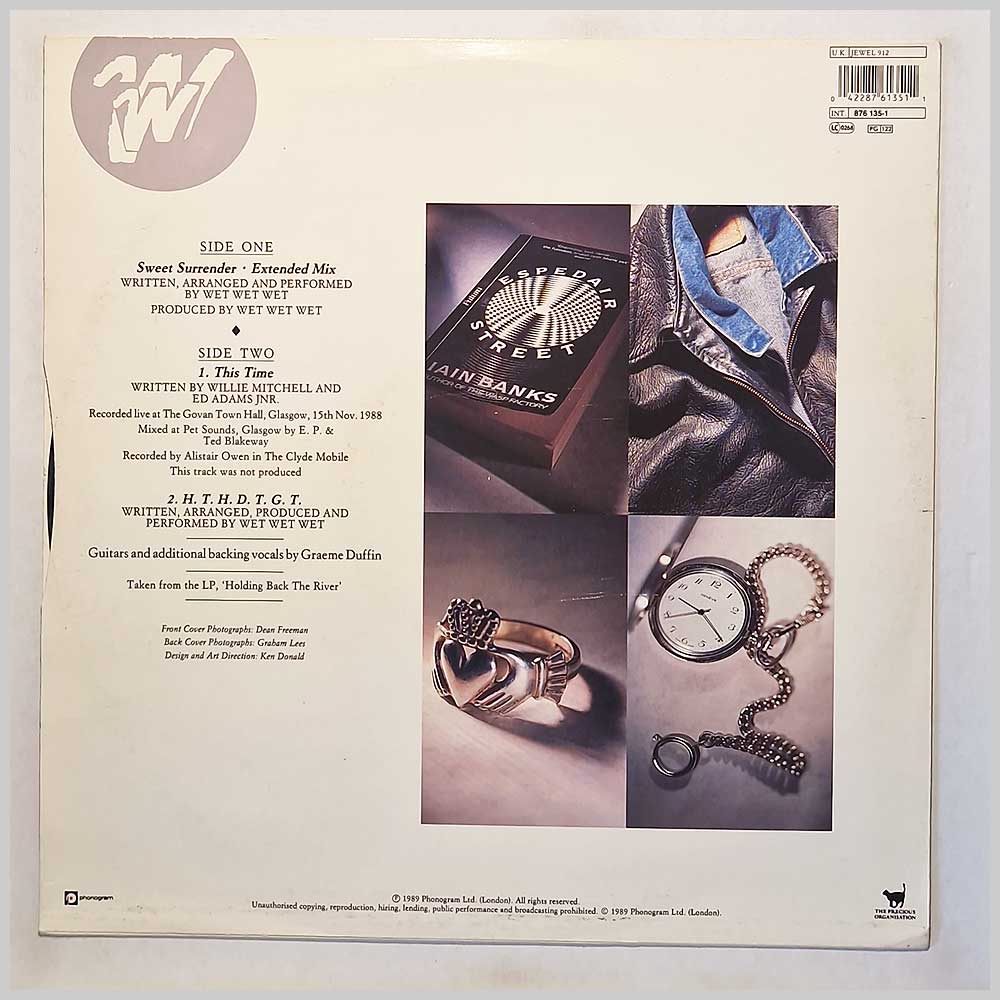 UK JEWEL 912
0 42287 61351 1
INT. 876 135-1
LC 0268 PG 122
SIDE ONE
Sweet Surrender · Extended Mix
WRITTEN, ARRANGED AND PERFORMED
BY WET WET WET
PRODUCED BY WET WET WET
SIDE TWO
1. This Time
WRITTEN BY WILLIE MITCHELL AND
ED ADAMS JNR.
Recorded live at The Govan Town Hall, Glasgow, 15th Nov. 1988
Mixed at Pet Sounds, Glasgow by E. P. &
Ted Blakeway
Recorded by Alistair Owen in The Clyde Mobile
This track was not produced
2. H. T. H. D. T. G. T.
WRITTEN, ARRANGED, PRODUCED AND
PERFORMED BY WET WET WET
Guitars and additional backing vocals by Graeme Duffin
Taken from the LP, 'Holding Back The River'
Front Cover Photographs: Dean Freeman
Back Cover Photographs: Graham Lees
Design and Art Direction: Ken Donald
Futura
ESPEDAIR
STREET
IAIN BANKS
AUTHOR OF THE WASP FACTORY
phonogram
Ⓟ 1989 Phonogram Ltd. (London). All rights reserved.
Unauthorised copying, reproduction, hiring, lending, public performance and broadcasting prohibited. © 1989 Phonogram Ltd. (London).
THE PRECIOUS
ORGANISATION